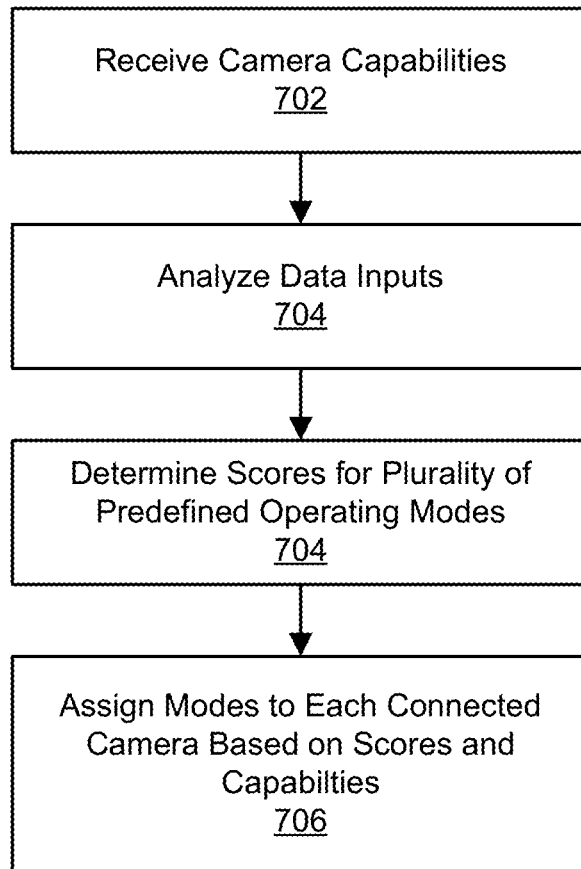 Receive Camera Capabilities
702
Analyze Data Inputs
704
Determine Scores for Plurality of
Predefined Operating Modes
704
Assign Modes to Each Connected
Camera Based on Scores and
Capabilties
706